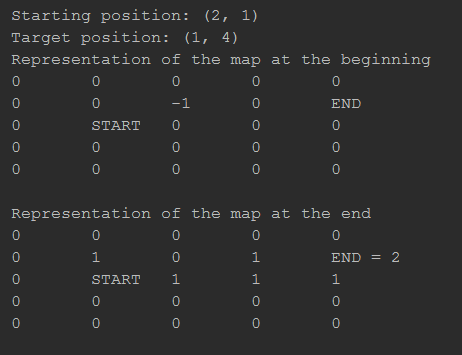 Starting position: (2, 1)
Target position: (1, 4)
Representation of the map at the beginning
0 0 0 0 0
0 0 -1 0 END
0 START 0 0 0
0 0 0 0 0
0 0 0 0 0
Representation of the map at the end
0 0 0 0 0
0 1 0 1 END = 2
0 START 1 1 1
0 0 0 0 0
0 0 0 0 0